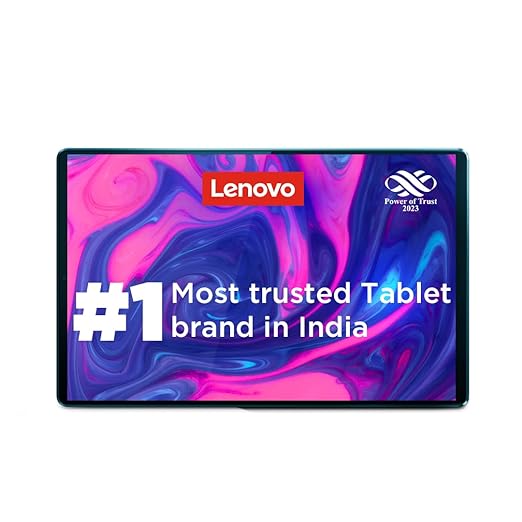 Lenovo
Power of Trust
2023
#1 Most trusted Tablet
brand in India